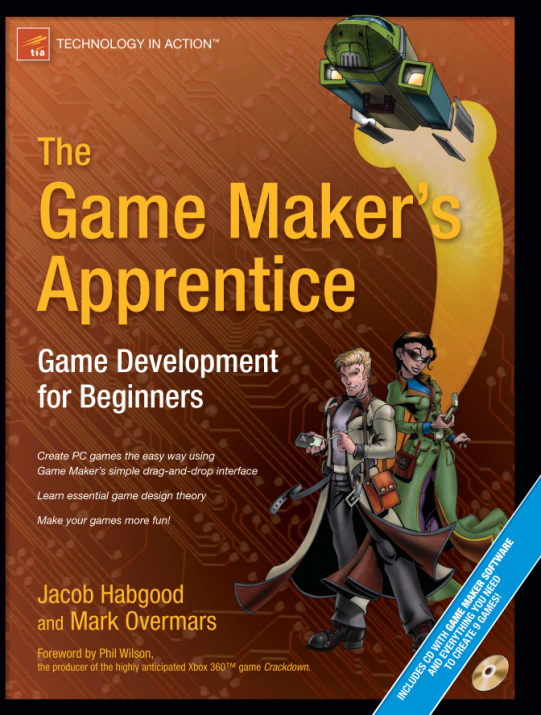 tia
TECHNOLOGY IN ACTION™
The
Game Maker's
Apprentice
Game Development
for Beginners
Create PC games the easy way using
Game Maker's simple drag-and-drop interface
Learn essential game design theory
Make your games more fun!
Jacob Habgood
and Mark Overmars
Foreword by Phil Wilson,
the producer of the highly anticipated Xbox 360™ game Crackdown.
INCLUDES CD WITH GAME MAKER SOFTWARE
AND EVERYTHING YOU NEED
TO CREATE 9 GAMES!